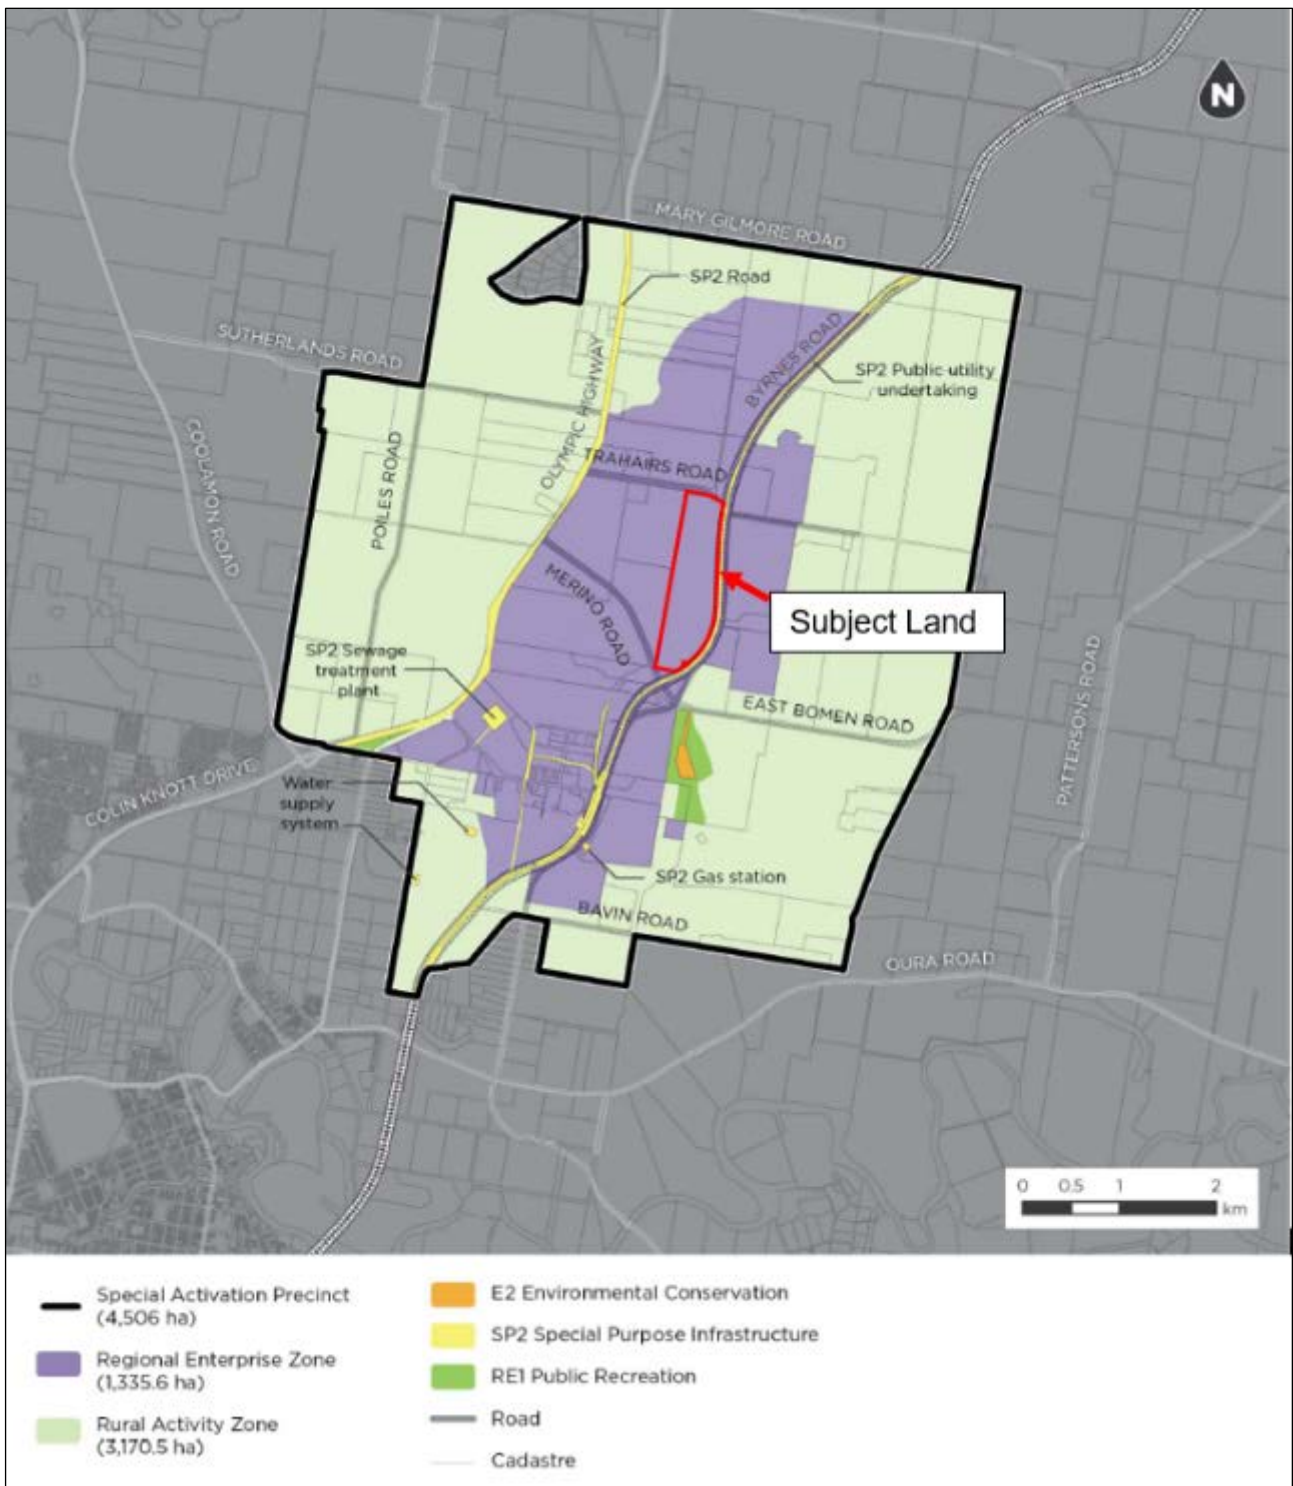 N
MARY GILMORE ROAD
SP2 Road
SUTHERLANDS ROAD
BYRNES ROAD
SP2 Public utility
undertaking
OLYMPIC HIGHWAY
COOLAMON ROAD
POILES ROAD
TRAHAIRS ROAD
MERINO ROAD
Subject Land
SP2 Sewage
treatment
plant
EAST BOMEN ROAD
PATTERSONS ROAD
COLIN KNOTT DRIVE
Water
supply
system
SP2 Gas station
BAVIN ROAD
OURA ROAD
0 0.5 1 2
km
Special Activation Precinct
(4,506 ha)
Regional Enterprise Zone
(1,335.6 ha)
Rural Activity Zone
(3,170.5 ha)
E2 Environmental Conservation
SP2 Special Purpose Infrastructure
RE1 Public Recreation
Road
Cadastre